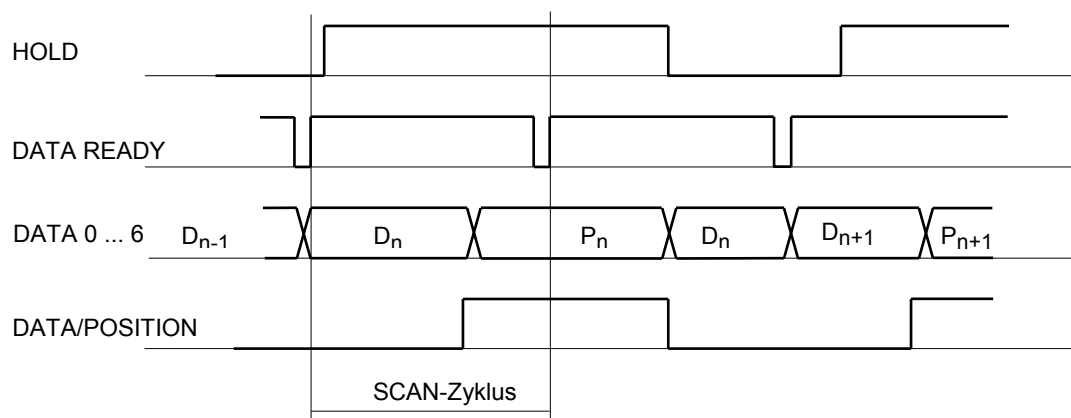 HOLD
DATA READY
DATA 0 ... 6 Dn-1 Dn Pn Dn Dn+1 Pn+1
DATA/POSITION
SCAN-Zyklus